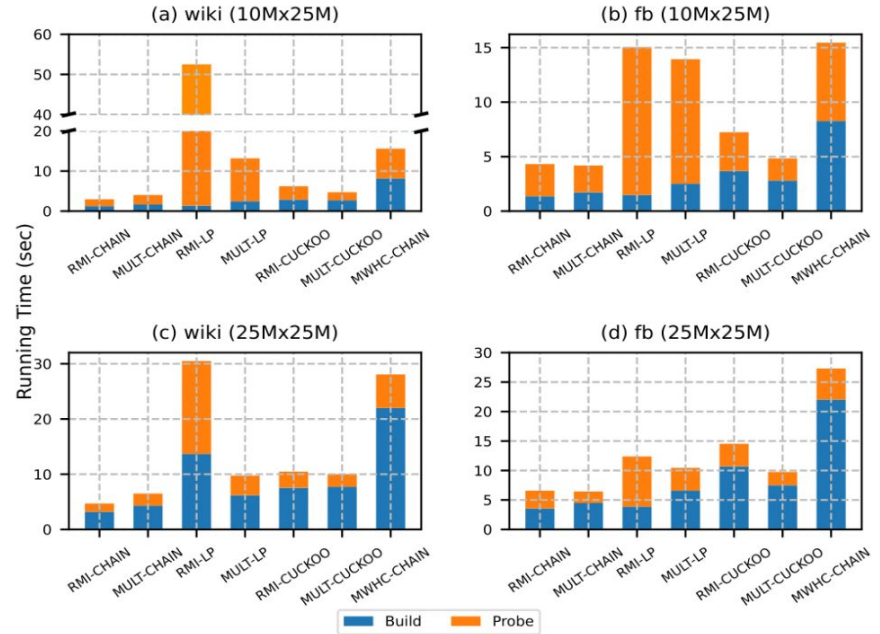 (a) wiki (10Mx25M)
60
50
40
20
10
0
RMI-CHAIN
MULT-CHAIN
RMI-LP
MULT-LP
RMI-CUCKOO
MULT-CUCKOO
MWHC-CHAIN
(b) fb (10Mx25M)
15
10
5
0
RMI-CHAIN
MULT-CHAIN
RMI-LP
MULT-LP
RMI-CUCKOO
MULT-CUCKOO
MWHC-CHAIN
Running Time (sec)
(c) wiki (25Mx25M)
30
20
10
0
RMI-CHAIN
MULT-CHAIN
RMI-LP
MULT-LP
RMI-CUCKOO
MULT-CUCKOO
MWHC-CHAIN
(d) fb (25Mx25M)
30
25
20
15
10
5
0
RMI-CHAIN
MULT-CHAIN
RMI-LP
MULT-LP
RMI-CUCKOO
MULT-CUCKOO
MWHC-CHAIN
Build
Probe